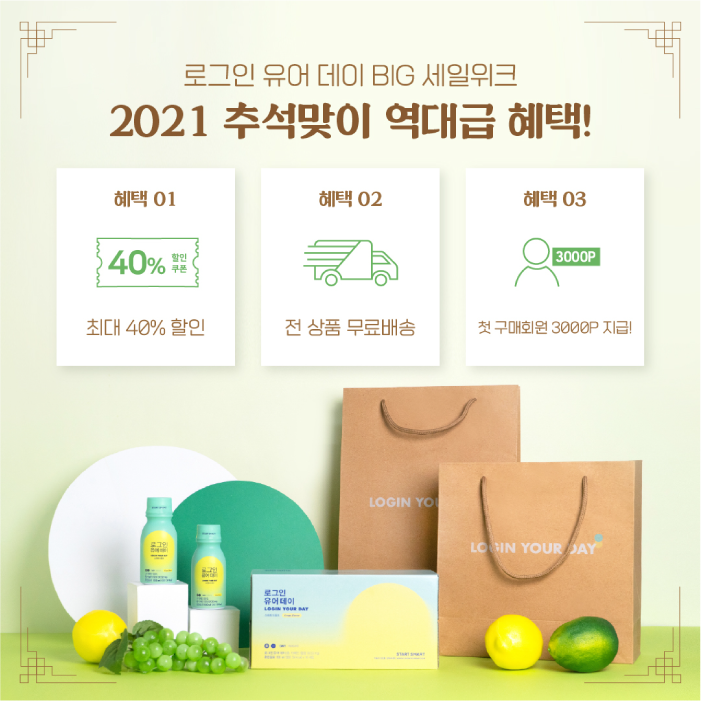 로그인 유어 데이 BIG 세일위크
2021 추석맞이 역대급 혜택!
혜택 01
40% 할인
쿠폰
최대 40% 할인
혜택 02
전 상품 무료배송
혜택 03
3000P
첫 구매회원 3000P 지급!
LOGIN YOU
LOGIN YOUR DAY
로그인
유어 데이
로그인
유어 데이
로그인
유어 데이
LOGIN YOUR DAY